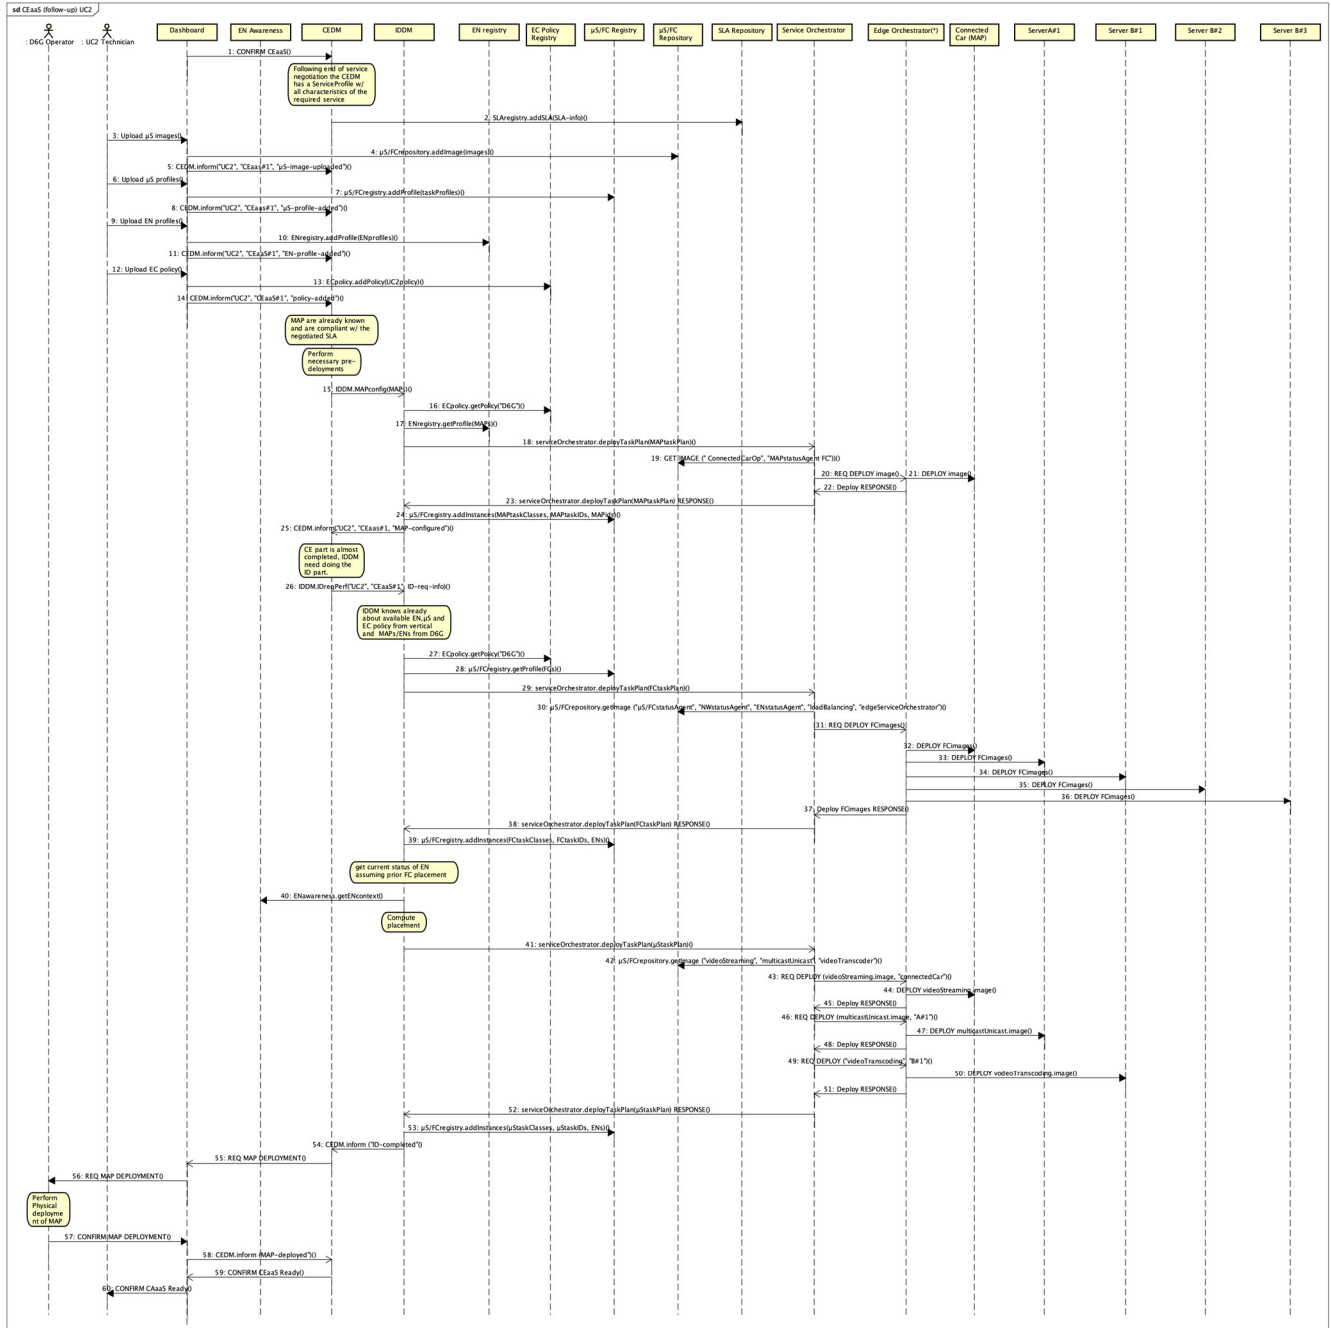 sd CEaaS (follow-up) UC2
: D6G Operator
: UC2 Technician
Dashboard
EN Awareness
CEDM
IDDM
EN registry
EC Policy
Registry
µS/FC Registry
µS/FC
Repository
SLA Repository
Service Orchestrator
Edge Orchestrator(*)
Connected
Car (MAP)
ServerA#1
Server B#1
Server B#2
Server B#3
1: CONFIRM CEaaS()
Following end of service
negotiation the CEDM
has a ServiceProfile w/
all characteristics of the
required service
2: SLAregistry.addSLA(SLA-info)()
3: Upload µS images()
4: µS/FCrepository.addImage(images)()
5: CEDM.inform("UC2", "CEaas#1", "µS-image-uploaded")()
6: Upload µS profiles()
7: µS/FCregistry.addProfile(taskProfiles)()
8: CEDM.inform("UC2", "CEaas#1", "µS-profile-added")()
9: Upload EN profiles()
10: ENregistry.addProfile(ENprofiles)()
11: CEDM.inform("UC2", "CEaaS#1", "EN-profile-added")()
12: Upload EC policy()
13: ECpolicy.addPolicy(UC2policy)()
14: CEDM.inform("UC2", "CEaaS#1", "policy-added")()
MAP are already known
and are compliant w/ the
negotiated SLA
Perform
necessary pre-
deloyments
15: IDDM.MAPconfig(MAPs)()
16: ECpolicy.getPolicy("D6G")()
17: ENregistry.getProfile(MAPs)()
18: serviceOrchestrator.deployTaskPlan(MAPtaskPlan)()
19: GET IMAGE (" ConnectedCarOp", "MAPstatusAgent FC"))()
20: REQ DEPLOY image()
21: DEPLOY image()
22: Deploy RESPONSE()
23: serviceOrchestrator.deployTaskPlan(MAPtaskPlan) RESPONSE()
24: µS/FCregistry.addInstances(MAPtaskClasses, MAPtaskIDs, MAPids)()
25: CEDM.inform("UC2", "CEaas#1, "MAP-configured")()
CE part is almost
completed, IDDM
need doing the
ID part.
26: IDDM.IDreqPerf("UC2", "CEaaS#1", ID-req-info)()
IDDM knows already
about available EN,µS and
EC policy from vertical
and MAPs/ENs from D6G
27: ECpolicy.getPolicy("D6G")()
28: µS/FCregistry.getProfile(FCs)()
29: serviceOrchestrator.deployTaskPlan(FCtaskPlan)()
30: µS/FCrepository.getImage ("µS/FCstatusAgent", "NWstatusAgent", "ENstatusAgent", "loadBalancing", "edgeServiceOrchestrator")()
31: REQ DEPLOY FCimages()
32: DEPLOY FCimages()
33: DEPLOY FCimages()
34: DEPLOY FCimages()
35: DEPLOY FCimages()
36: DEPLOY FCimages()
37: Deploy FCimages RESPONSE()
38: serviceOrchestrator.deployTaskPlan(FCtaskPlan) RESPONSE()
39: µS/FCregistry.addInstances(FCtaskClasses, FCtaskIDs, ENs)()
get current status of EN
assuming prior FC placement
40: ENawareness.getENcontext()
Compute
placement
41: serviceOrchestrator.deployTaskPlan(µStaskPlan)()
42: µS/FCrepository.getImage ("videoStreaming", "multicastUnicast", "videoTranscoder")()
43: REQ DEPLOY (videoStreaming.image, "connectedCar")()
44: DEPLOY videoStreaming.image()
45: Deploy RESPONSE()
46: REQ DEPLOY (multicastUnicast.image, "A#1")()
47: DEPLOY multicastUnicast.image()
48: Deploy RESPONSE()
49: REQ DEPLOY ("videoTranscoding", "B#1")()
50: DEPLOY vodeoTranscoding.image()
51: Deploy RESPONSE()
52: serviceOrchestrator.deployTaskPlan(µStaskPlan) RESPONSE()
53: µS/FCregistry.addInstances(µStaskClasses, µStaskIDs, ENs)()
54: CEDM.inform ("ID-completed")()
55: REQ MAP DEPLOYMENT()
56: REQ MAP DEPLOYMENT()
Perform
Physical
deployme
nt of MAP
57: CONFIRM MAP DEPLOYMENT()
58: CEDM.inform (MAP-deployed")()
59: CONFIRM CEaaS Ready()
60: CONFIRM CAaaS Ready()